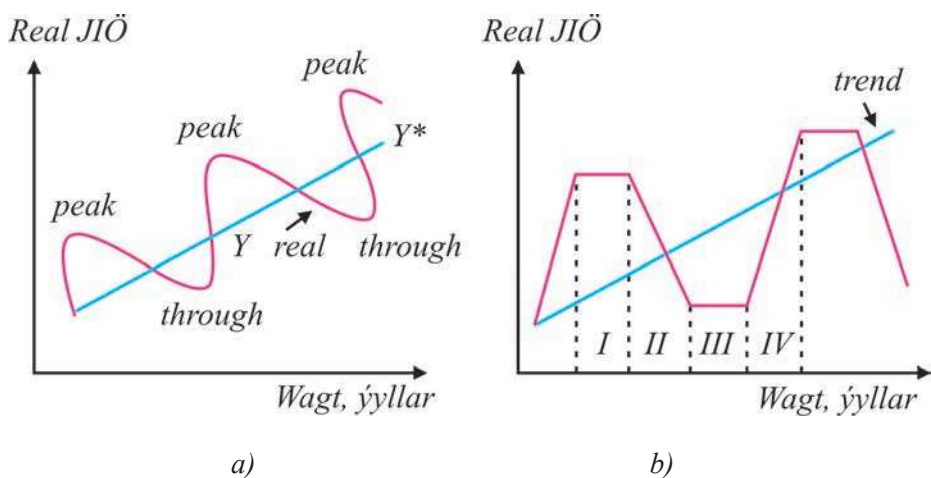 Real JIÖ
peak
peak
peak
Y*
Y
real
through
through
Wagt, ýyllar
a)
Real JIÖ
trend
I
II
III
IV
Wagt, ýyllar
b)